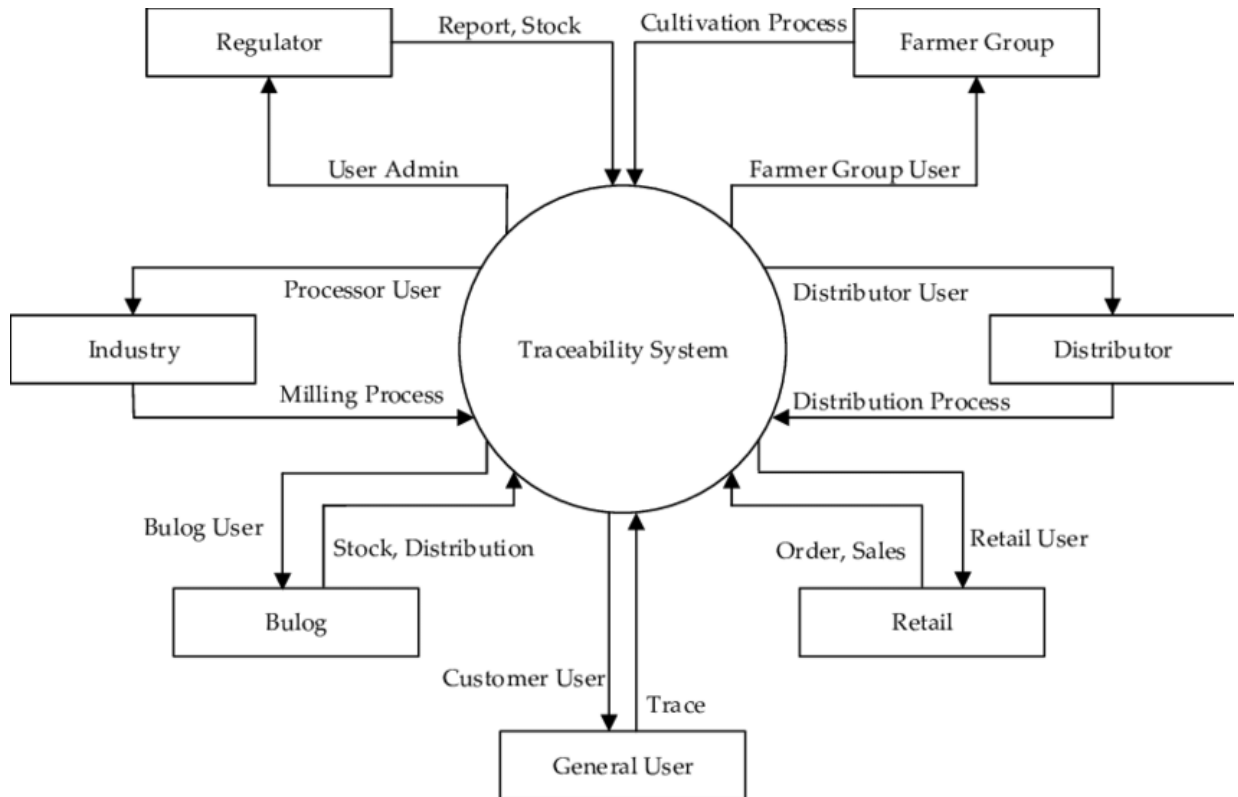 Regulator
Report, Stock
Cultivation Process
Farmer Group
User Admin
Farmer Group User
Processor User
Distributor User
Industry
Traceability System
Distributor
Milling Process
Distribution Process
Bulog User
Stock, Distribution
Order, Sales
Retail User
Bulog
Retail
Customer User
Trace
General User